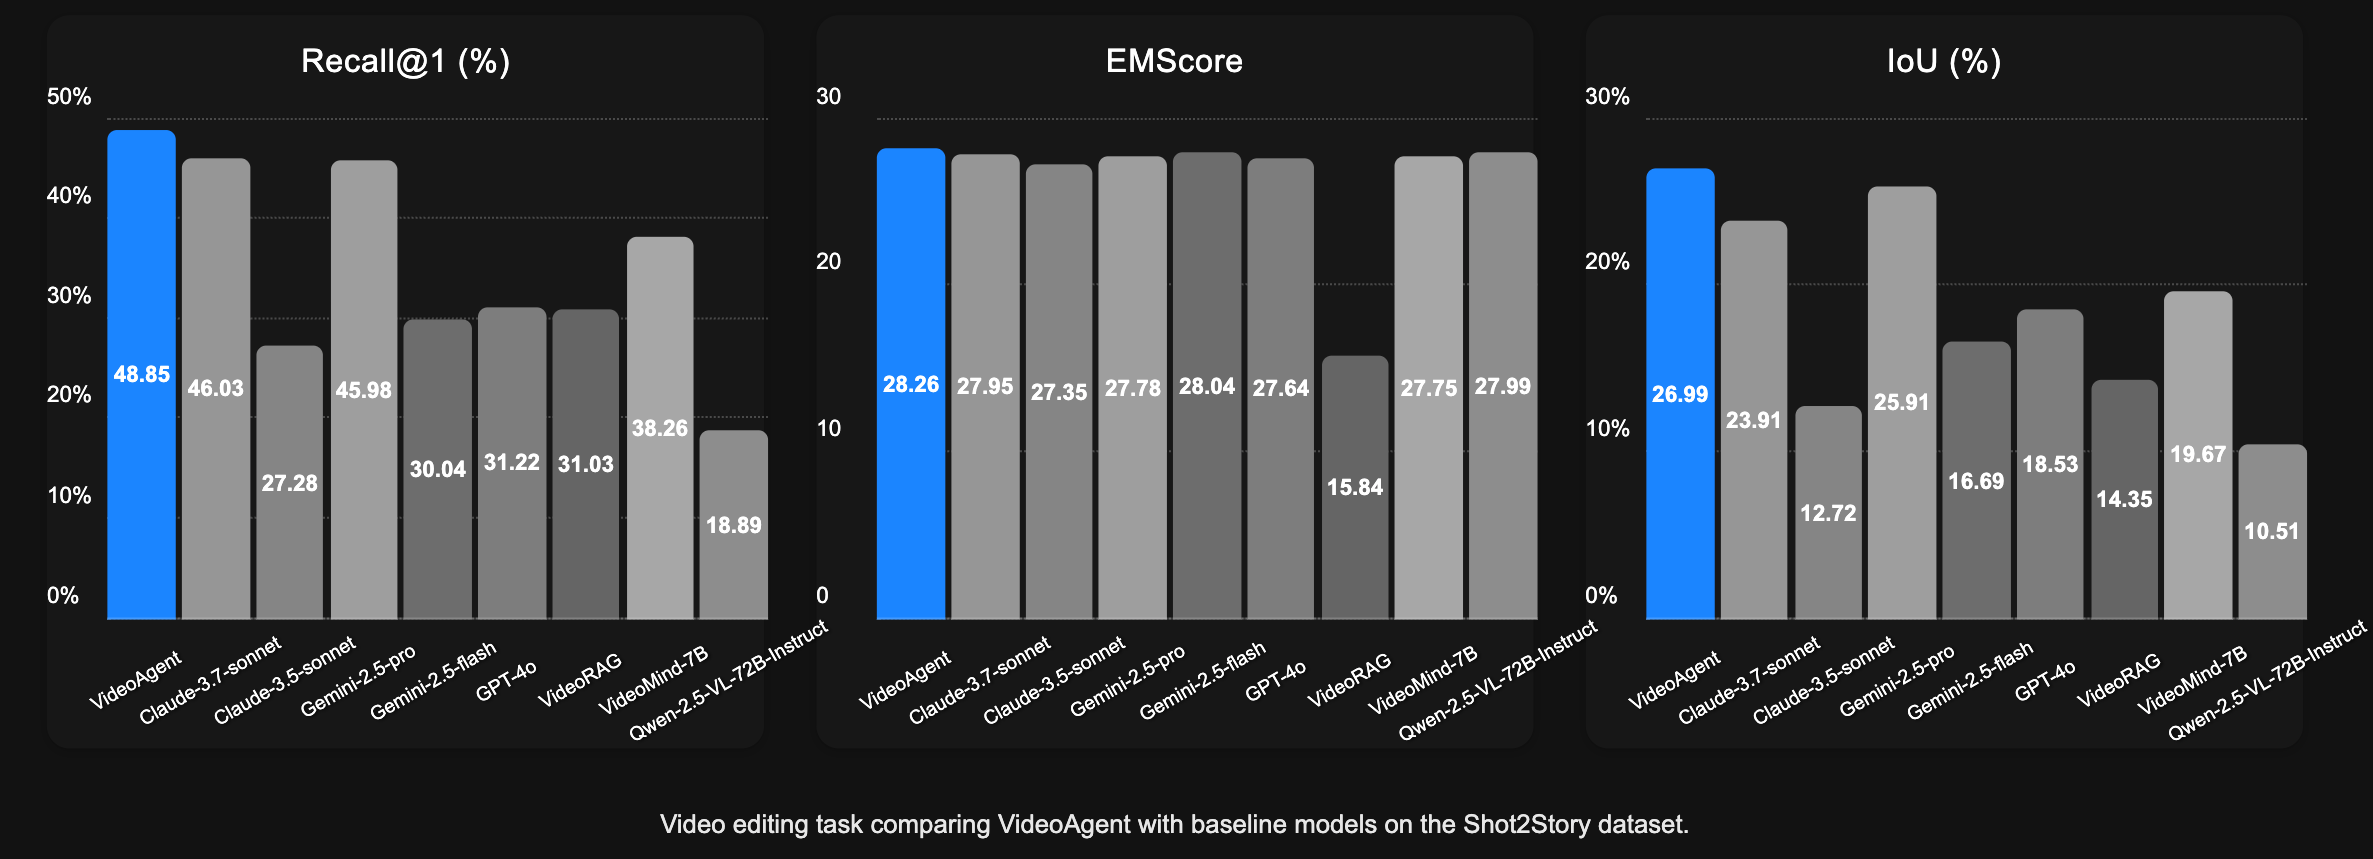 Recall@1 (%)
50%
40%
30%
20%
10%
0%
48.85
46.03
27.28
45.98
30.04
31.22
31.03
38.26
18.89
VideoAgent
Claude-3.7-sonnet
Claude-3.5-sonnet
Gemini-2.5-pro
Gemini-2.5-flash
GPT-4o
VideoRAG
VideoMind-7B
Qwen-2.5-VL-72B-Instruct
EMScore
30
20
10
0
28.26
27.95
27.35
27.78
28.04
27.64
15.84
27.75
27.99
VideoAgent
Claude-3.7-sonnet
Claude-3.5-sonnet
Gemini-2.5-pro
Gemini-2.5-flash
GPT-4o
VideoRAG
VideoMind-7B
Qwen-2.5-VL-72B-Instruct
IoU (%)
30%
20%
10%
0%
26.99
23.91
12.72
25.91
16.69
18.53
14.35
19.67
10.51
VideoAgent
Claude-3.7-sonnet
Claude-3.5-sonnet
Gemini-2.5-pro
Gemini-2.5-flash
GPT-4o
VideoRAG
VideoMind-7B
Qwen-2.5-VL-72B-Instruct
Video editing task comparing VideoAgent with baseline models on the Shot2Story dataset.